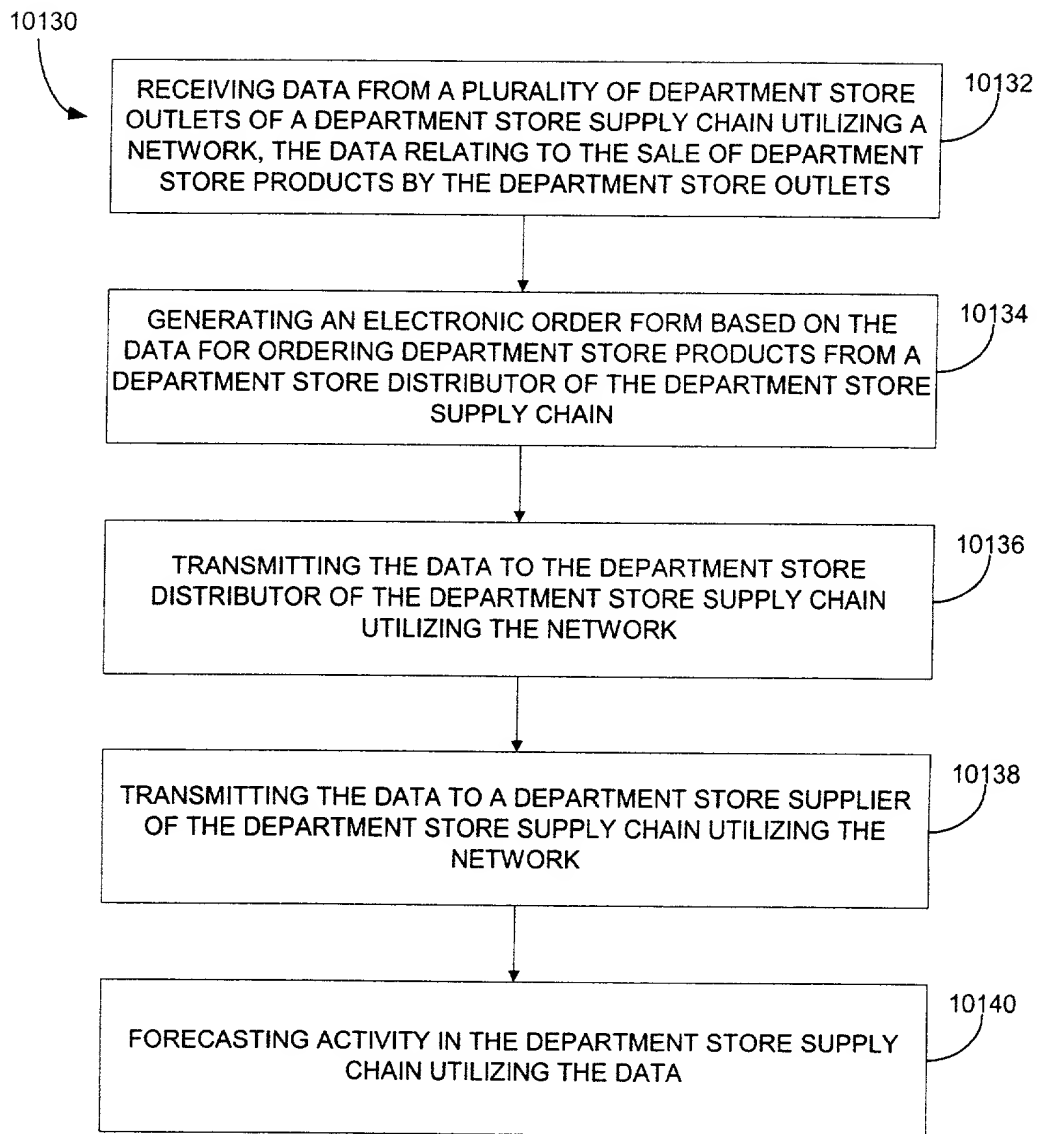 10130
RECEIVING DATA FROM A PLURALITY OF DEPARTMENT STORE
OUTLETS OF A DEPARTMENT STORE SUPPLY CHAIN UTILIZING A
NETWORK, THE DATA RELATING TO THE SALE OF DEPARTMENT
STORE PRODUCTS BY THE DEPARTMENT STORE OUTLETS
10132
GENERATING AN ELECTRONIC ORDER FORM BASED ON THE
DATA FOR ORDERING DEPARTMENT STORE PRODUCTS FROM A
DEPARTMENT STORE DISTRIBUTOR OF THE DEPARTMENT STORE
SUPPLY CHAIN
10134
TRANSMITTING THE DATA TO THE DEPARTMENT STORE
DISTRIBUTOR OF THE DEPARTMENT STORE SUPPLY CHAIN
UTILIZING THE NETWORK
10136
TRANSMITTING THE DATA TO A DEPARTMENT STORE SUPPLIER
OF THE DEPARTMENT STORE SUPPLY CHAIN UTILIZING THE
NETWORK
10138
FORECASTING ACTIVITY IN THE DEPARTMENT STORE SUPPLY
CHAIN UTILIZING THE DATA
10140